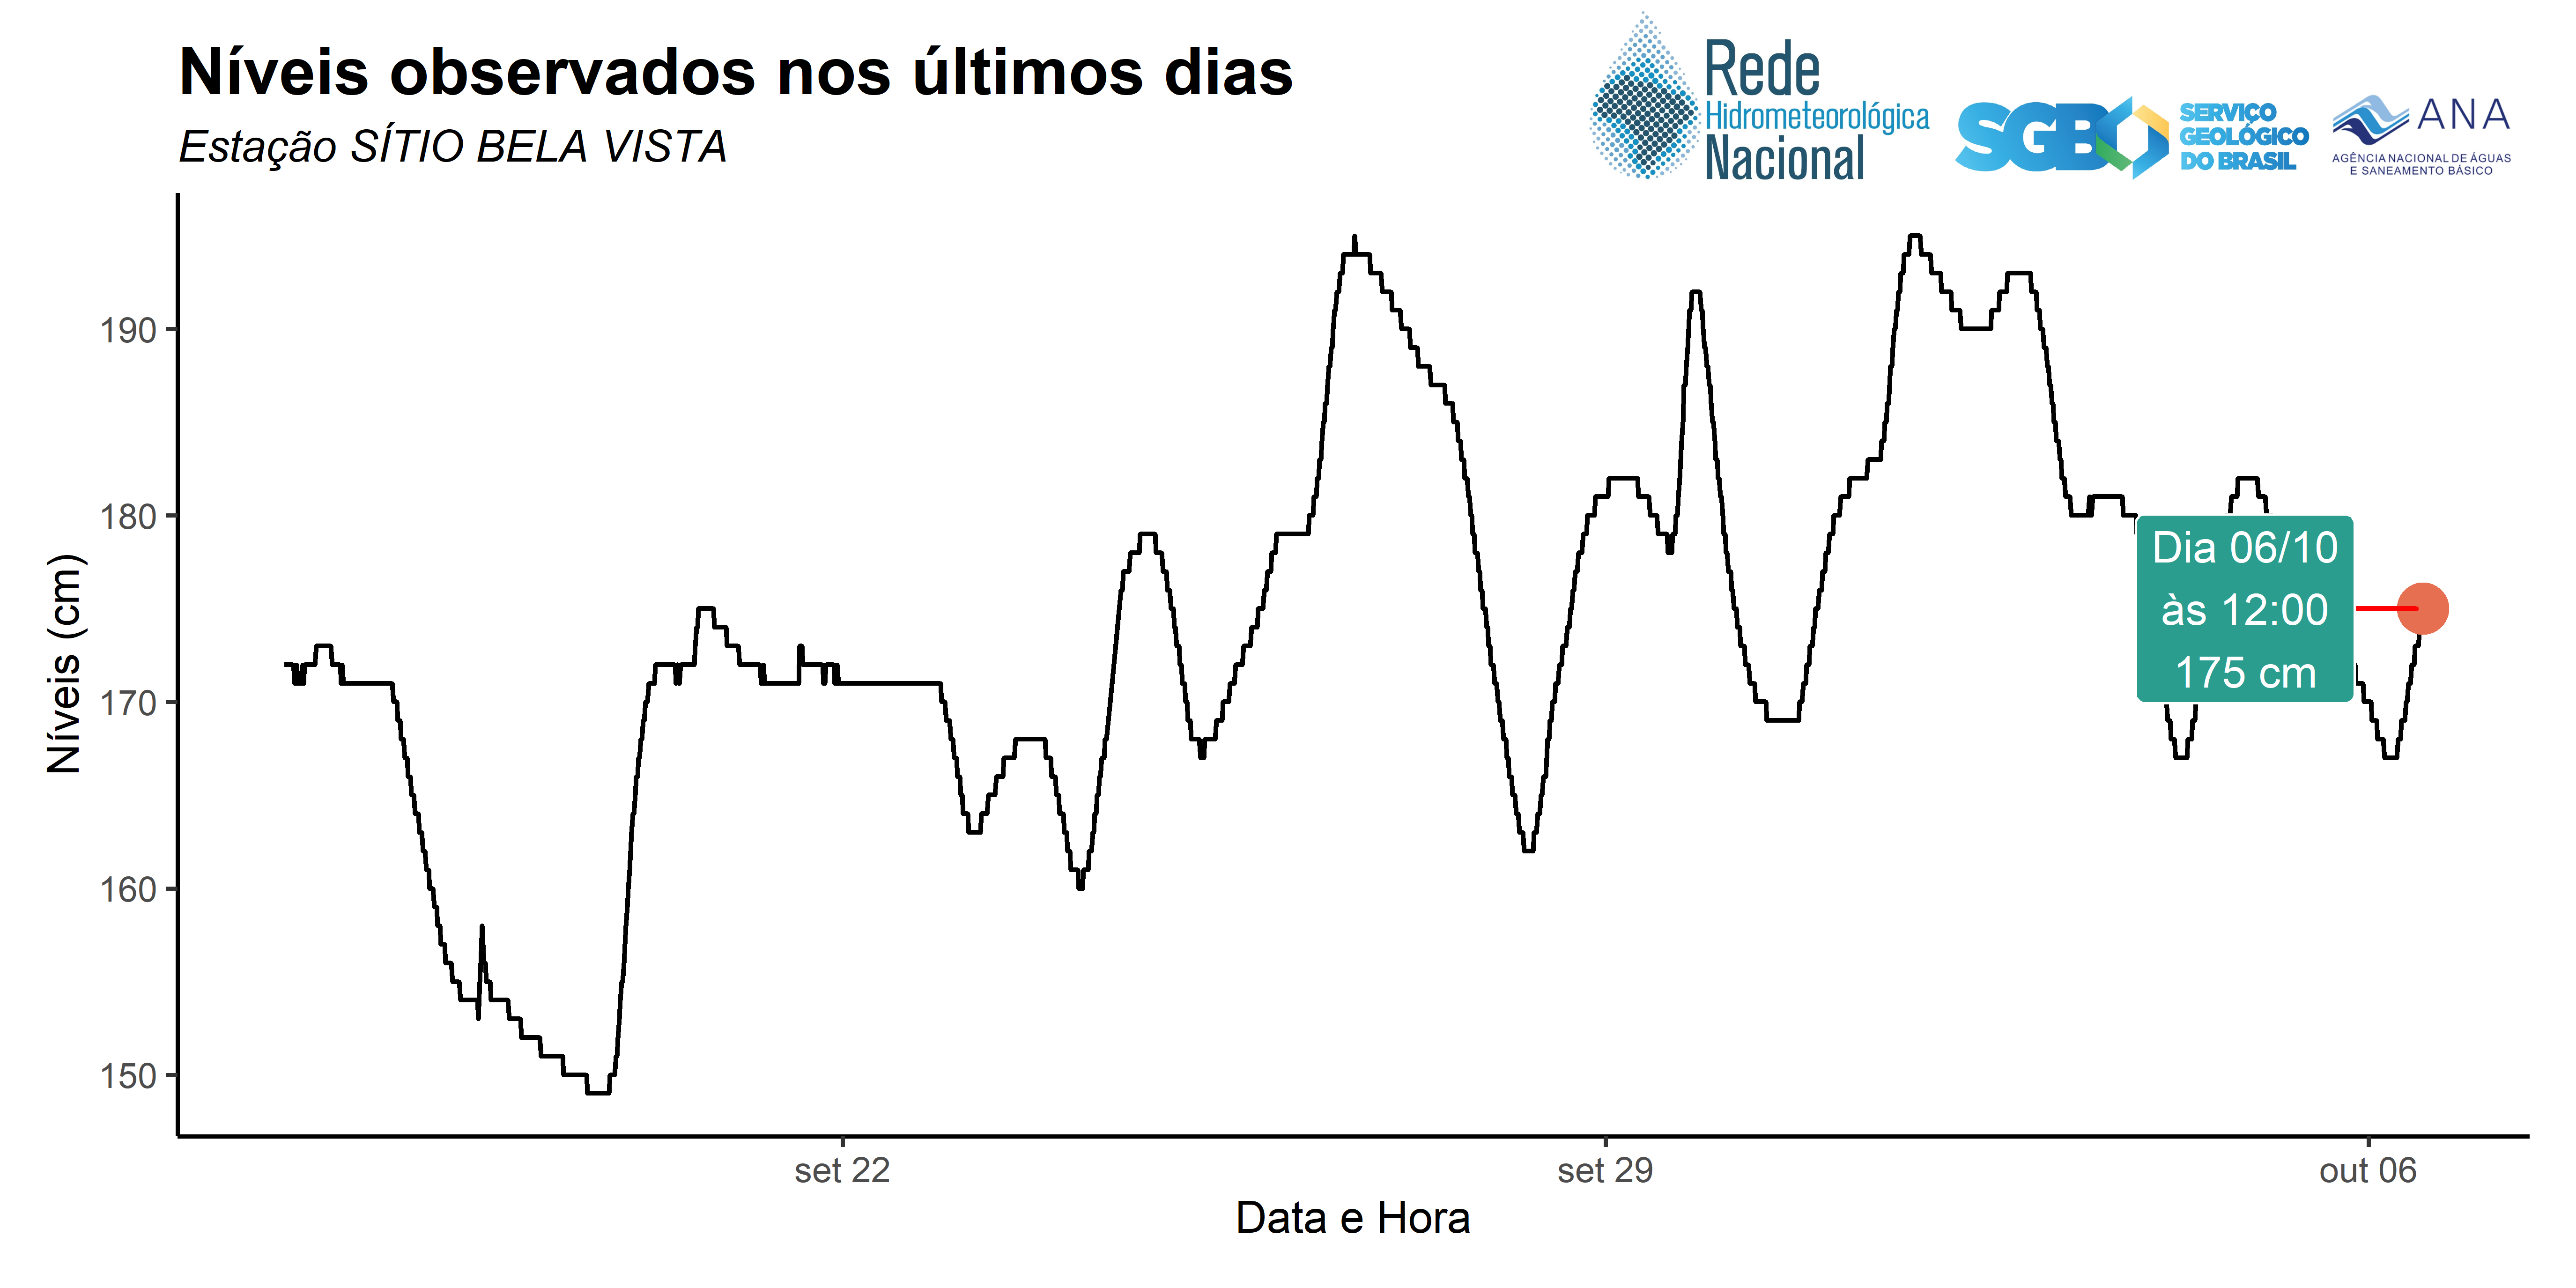 Níveis observados nos últimos dias
Estação SÍTIO BELA VISTA
Rede
Hidrometeorológica
Nacional
SGB
SERVIÇO
GEOLÓGICO
DO BRASIL
ANA
AGÊNCIA NACIONAL DE ÁGUAS
E SANEAMENTO BÁSICO
Níveis (cm)
190
180
170
160
150
Dia 06/10
às 12:00
175 cm
set 22
set 29
out 06
Data e Hora